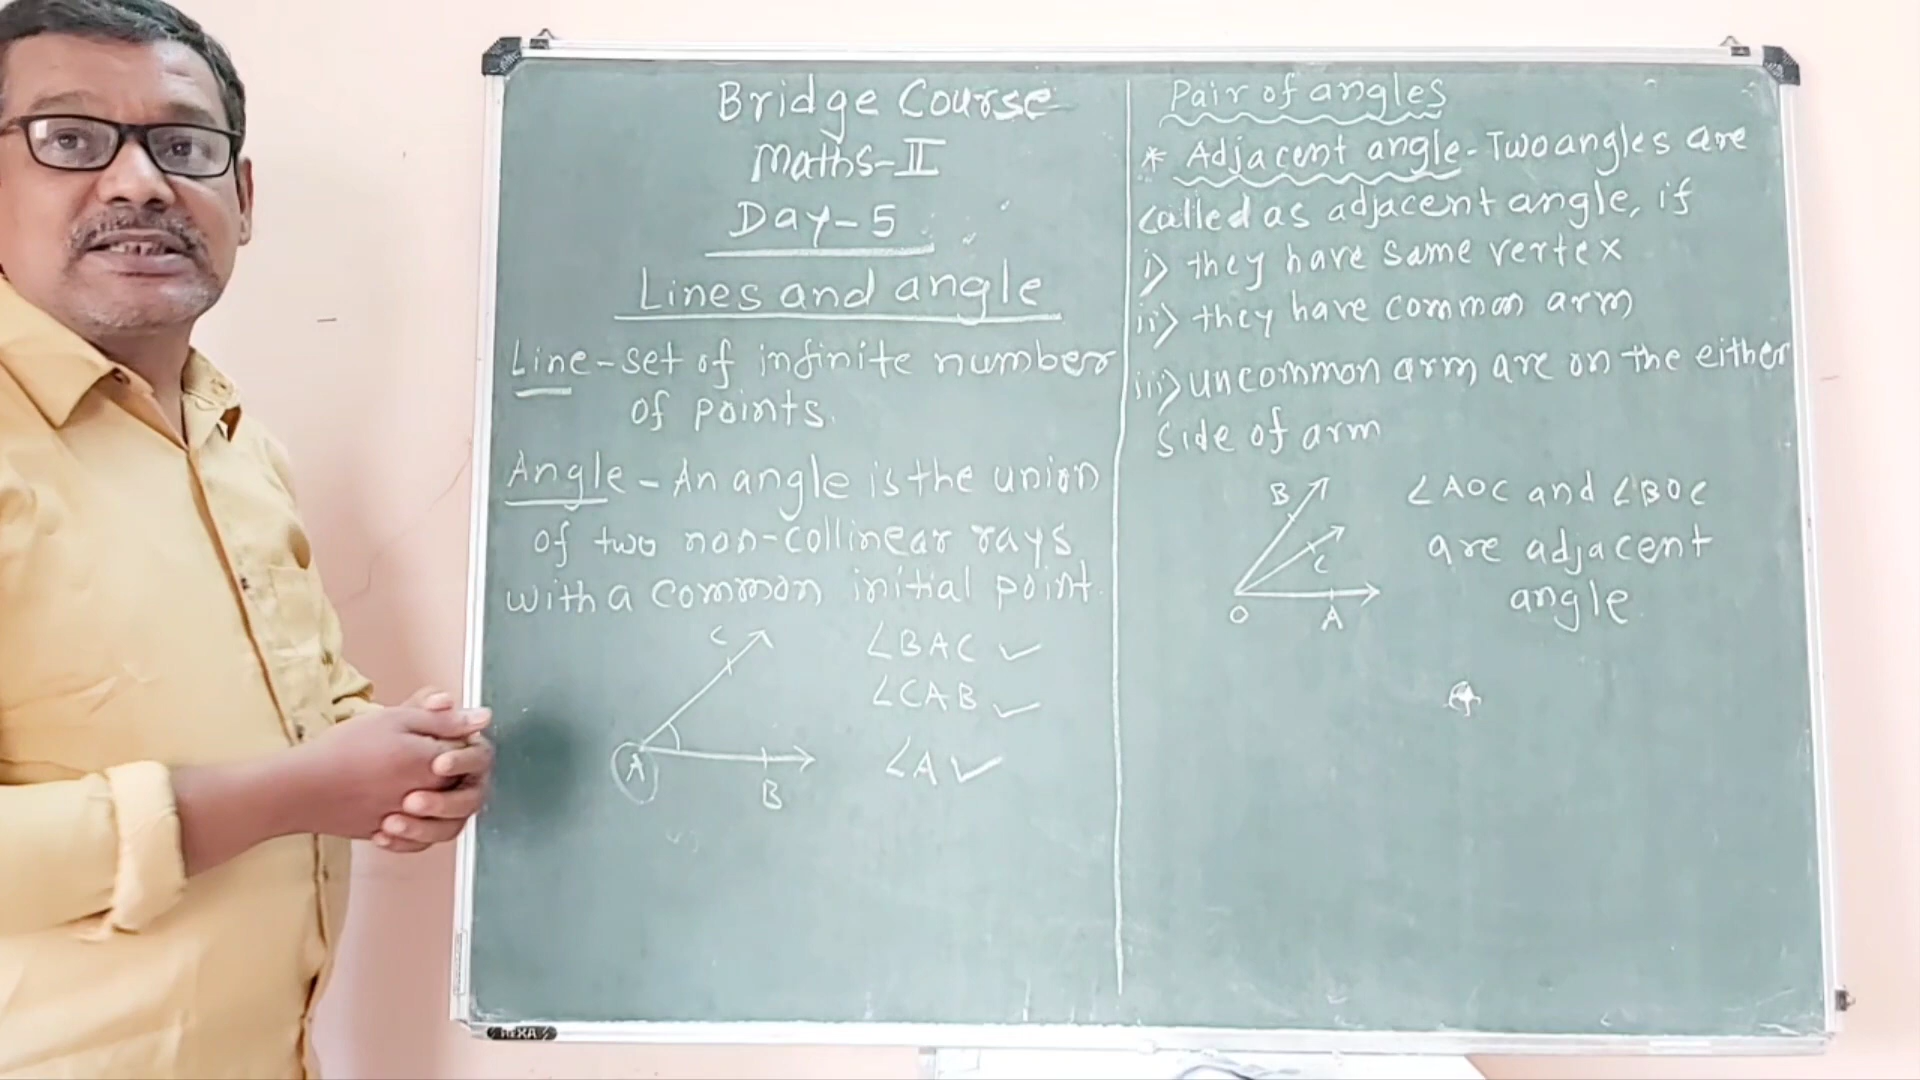 Bridge Course
Maths-II
Day-5
Lines and angle
Line-set of infinite number
of points.
Angle - An angle is the union
of two non-collinear rays
with a common initial point.
C
A
B
∠BAC ✓
∠CAB ✓
∠A ✓
Pair of angles
* Adjacent angle - Two angles are
called as adjacent angle, if
i) they have same vertex
ii) they have common arm
iii) uncommon arm are on the either
side of arm
B
C
O
A
∠AOC and ∠BOC
are adjacent
angle.
HEXA